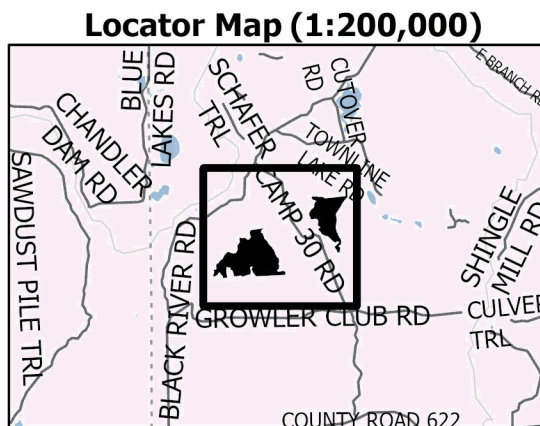 Locator Map (1:200,000)
E BRANCH RD
BLUE
LAKES RD
SCHAFER
TRL
CUTOVER
RD
CHANDLER
DAM RD
TOWNLINE
LAKE RD
SAWDUST PILE TRL
CAMP 30 RD
SHINGLE
MILL RD
BLACK RIVER RD
GROWLER CLUB RD
CULVER
TRL
COUNTY ROAD 622